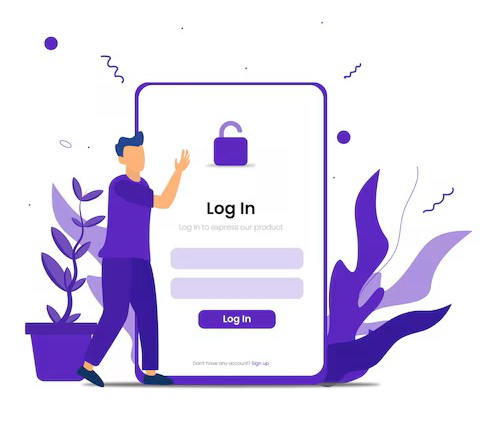 Log In
Log in to express our product
Log In
Don't have any account? Sign up